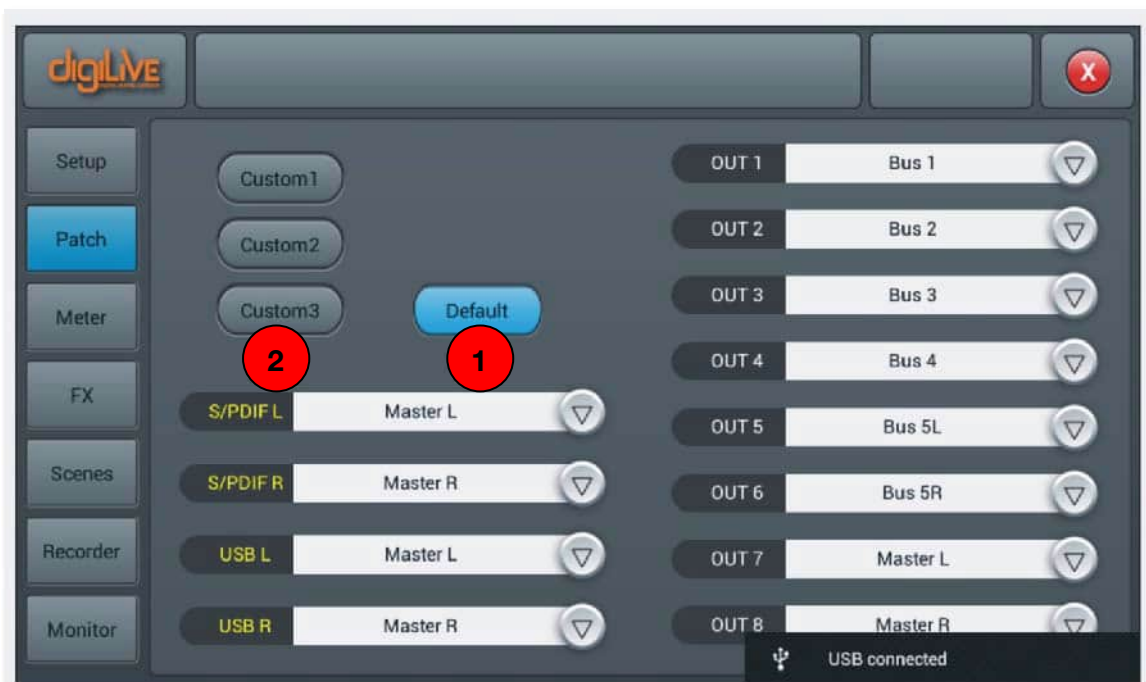 digiLiVE
X
Setup
Patch
Meter
FX
Scenes
Recorder
Monitor
Custom1
Custom2
Custom3
Default
2
1
S/PDIF L Master L
S/PDIF R Master R
USB L Master L
USB R Master R
OUT 1 Bus 1
OUT 2 Bus 2
OUT 3 Bus 3
OUT 4 Bus 4
OUT 5 Bus 5L
OUT 6 Bus 5R
OUT 7 Master L
OUT 8 Master R
USB connected